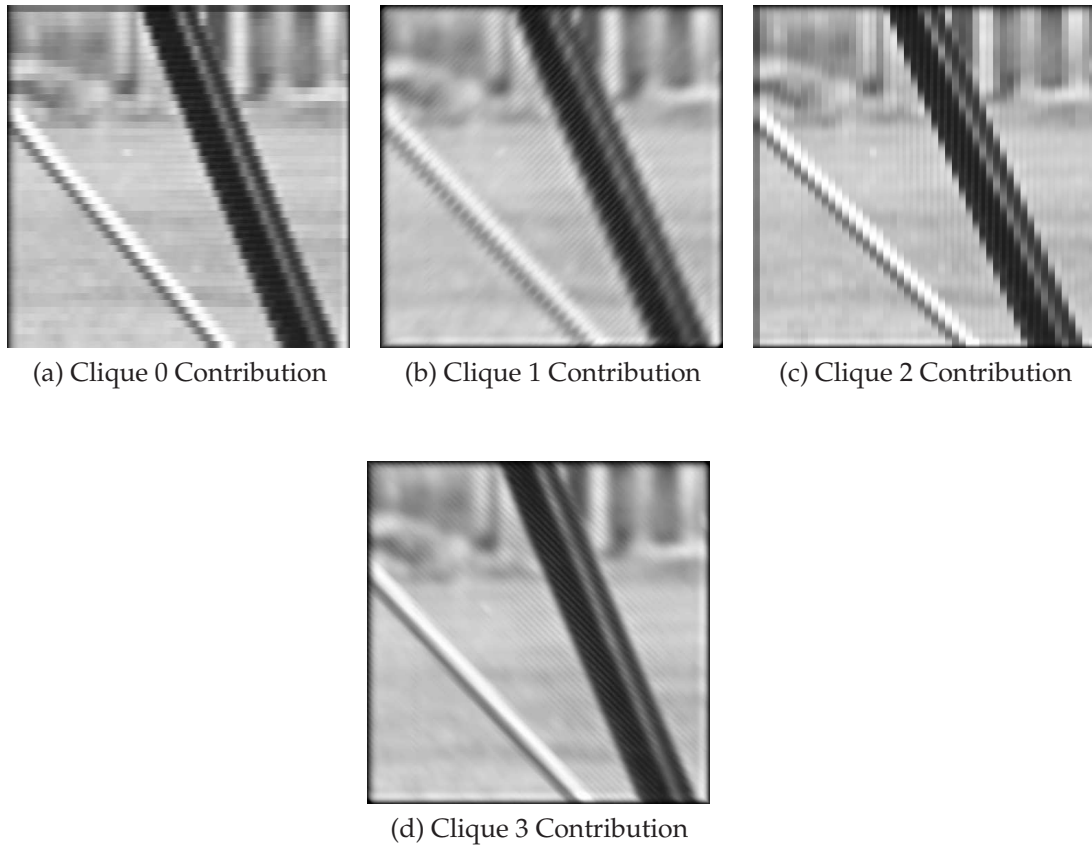 (a) Clique 0 Contribution
(b) Clique 1 Contribution
(c) Clique 2 Contribution
(d) Clique 3 Contribution